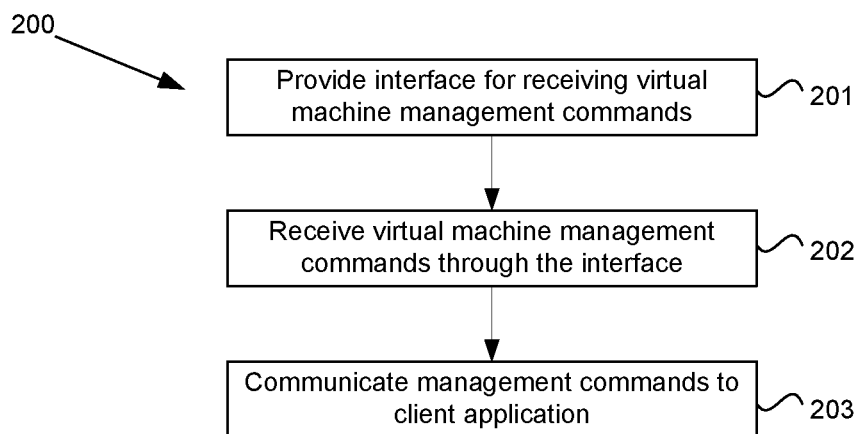 200
Provide interface for receiving virtual
machine management commands
201
Receive virtual machine management
commands through the interface
202
Communicate management commands to
client application
203